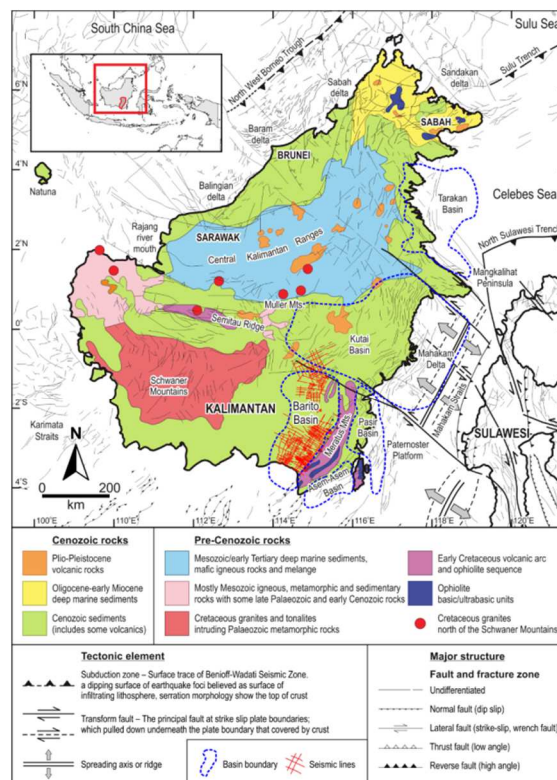 South China Sea
Sulu Sea
North West Borneo Trough
Sulu Trench
6°N
Sabah
delta
Sandakan
delta
SABAH
BRUNEI
Baram
delta
4°N
Natuna
Balingian
delta
Tarakan
Basin
Celebes Sea
Rajang
river
mouth
SARAWAK
Central Kalimantan Ranges
North Sulawesi Trench
2°N
Mangkalihat
Peninsula
Muller Mts.
Semitau Ridge
0°
Kutai
Basin
Mahakam
Delta
Mahakam Straits
Schwaner
Mountains
2°S
KALIMANTAN
Barito
Basin
Meratus Mts.
Pasir
Basin
SULAWESI
Karimata
Straits
Paternoster
Platform
N
Asem-Asem
Basin
4°S
0 200
km
100°E 110°E 112°E 114°E 116°E 118°E 120°E
Cenozoic rocks
Plio-Pleistocene
volcanic rocks
Oligocene-early Miocene
deep marine sediments
Cenozoic sediments
(includes some volcanics)
Pre-Cenozoic rocks
Mesozoic/early Tertiary deep marine sediments,
mafic igneous rocks and melange
Mostly Mesozoic igneous, metamorphic and sedimentary
rocks with some late Palaeozoic and early Cenozoic rocks
Cretaceous granites and tonalites
intruding Palaeozoic metamorphic rocks
Early Cretaceous volcanic arc
and ophiolite sequence
Ophiolite
basic/ultrabasic units
Cretaceous granites
north of the Schwaner Mountains
Tectonic element
Subduction zone – Surface trace of Benioff-Wadati Seismic Zone.
a dipping surface of earthquake foci believed as surface of
infiltrating lithosphere, serration morphology show the top of crust
Transform fault – The principal fault at strike slip plate boundaries;
which pulled down underneath the plate boundary that covered by crust
Spreading axis or ridge
Basin boundary
Seismic lines
Major structure
Fault and fracture zone
Undifferentiated
Normal fault (dip slip)
Lateral fault (strike-slip, wrench fault)
Thrust fault (low angle)
Reverse fault (high angle)